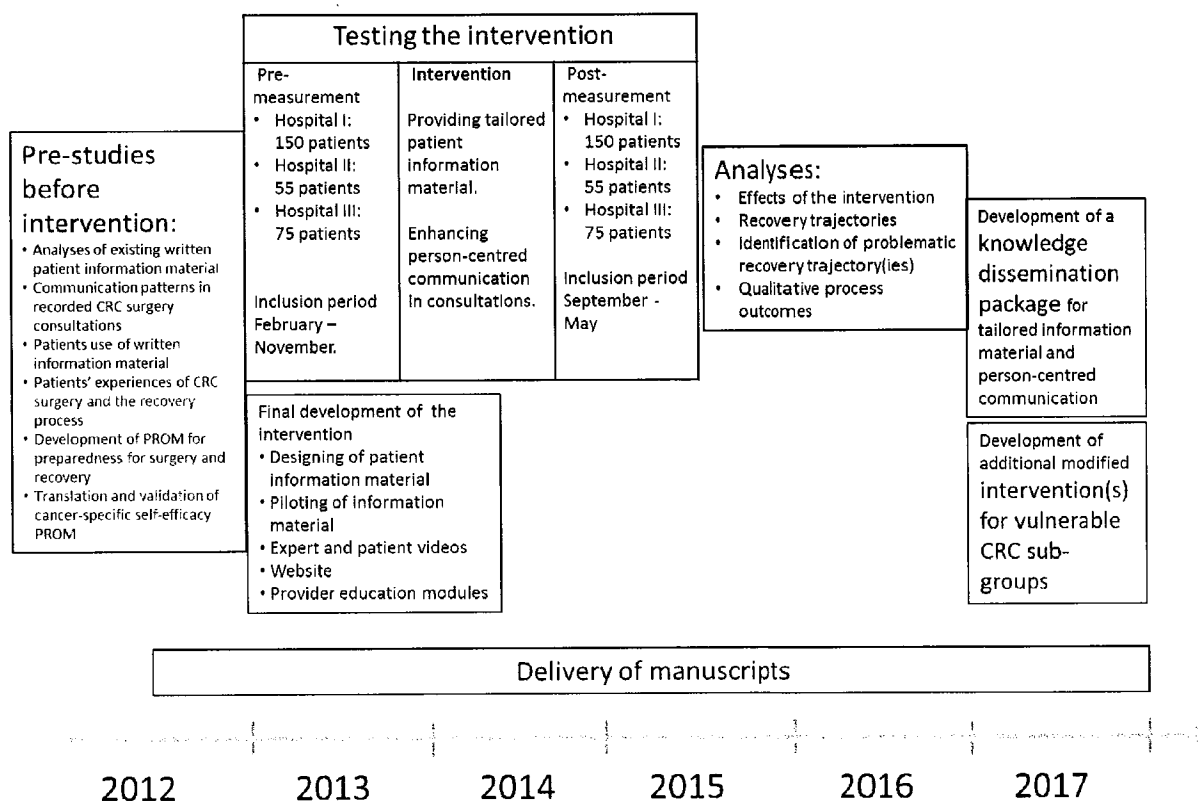 Testing the intervention
Pre-
measurement
• Hospital I:
150 patients
• Hospital II:
55 patients
• Hospital III:
75 patients
Inclusion period
February –
November.
Intervention
Providing tailored
patient
information
material.
Enhancing
person-centred
communication
in consultations.
Post-
measurement
• Hospital I:
150 patients
• Hospital II:
55 patients
• Hospital III:
75 patients
Inclusion period
September -
May
Pre-studies
before
intervention:
• Analyses of existing written
patient information material
• Communication patterns in
recorded CRC surgery
consultations
• Patients use of written
information material
• Patients' experiences of CRC
surgery and the recovery
process
• Development of PROM for
preparedness for surgery and
recovery
• Translation and validation of
cancer-specific self-efficacy
PROM
Final development of the
intervention
• Designing of patient
information material
• Piloting of information
material
• Expert and patient videos
• Website
• Provider education modules
Analyses:
• Effects of the intervention
• Recovery trajectories
• Identification of problematic
recovery trajectory(ies)
• Qualitative process
outcomes
Development of a
knowledge
dissemination
package for
tailored information
material and
person-centred
communication
Development of
additional modified
intervention(s)
for vulnerable
CRC sub-
groups
Delivery of manuscripts
2012 2013 2014 2015 2016 2017